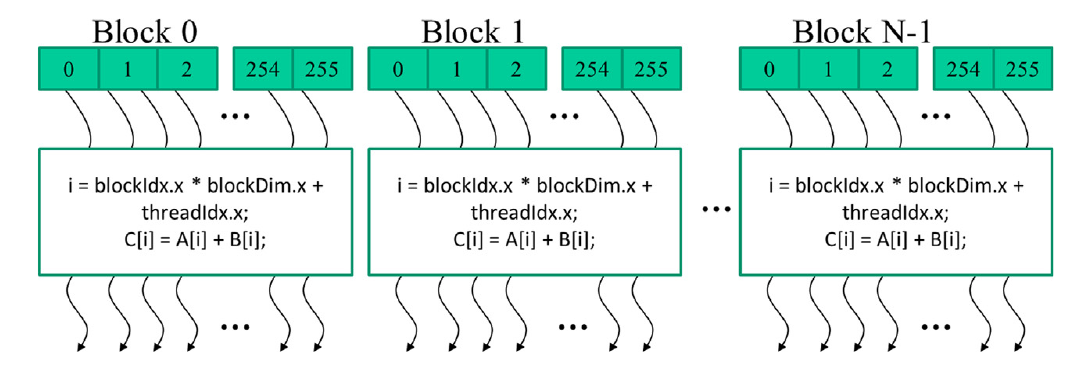 Block 0
0 1 2 254 255
...
i = blockIdx.x * blockDim.x +
threadIdx.x;
C[i] = A[i] + B[i];
...
Block 1
0 1 2 254 255
...
i = blockIdx.x * blockDim.x +
threadIdx.x;
C[i] = A[i] + B[i];
...
...
Block N-1
0 1 2 254 255
...
i = blockIdx.x * blockDim.x +
threadIdx.x;
C[i] = A[i] + B[i];
...